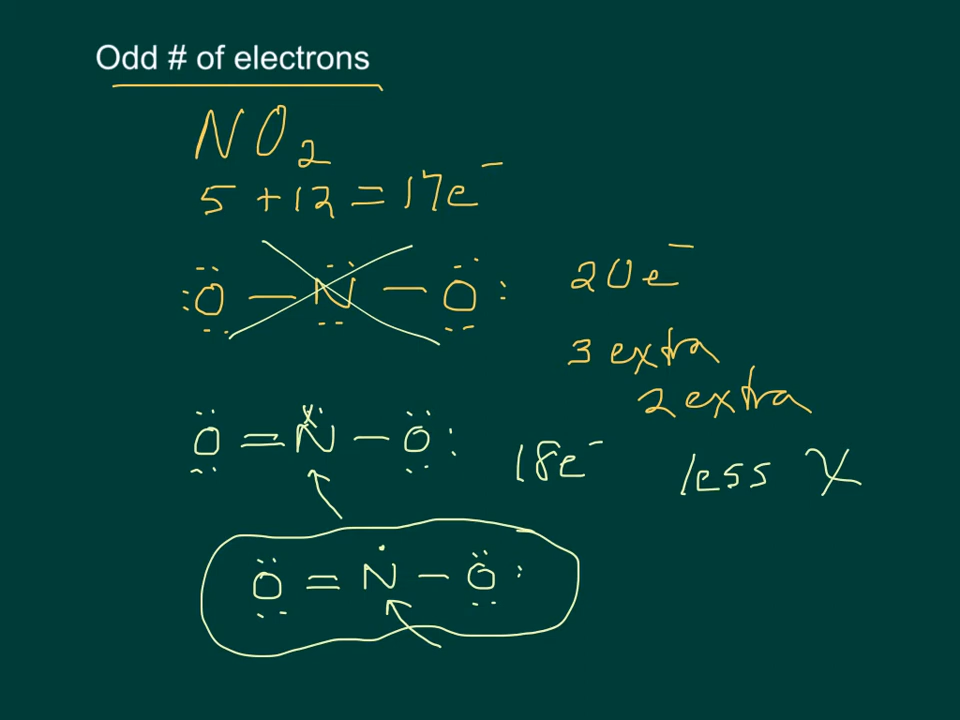 Odd # of electrons
NO₂
5 + 12 = 17e⁻
:O – N – O: 20e⁻
3 extra
2 extra
O = N – O: 18e⁻ less χ
O = N – O: